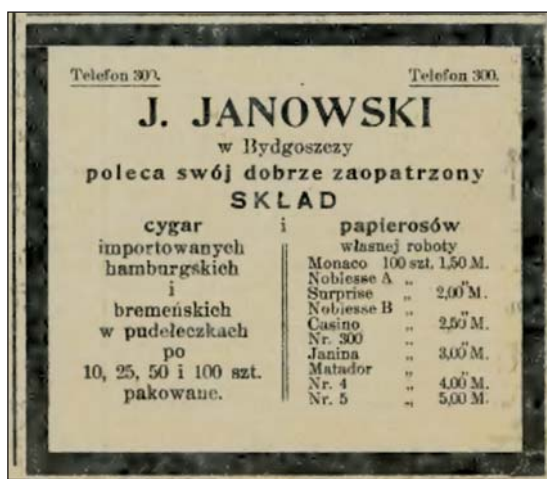 Telefon 300. Telefon 300.
J. JANOWSKI
w Bydgoszczy
poleca swój dobrze zaopatrzony
SKŁAD
cygar i papierosów
importowanych
hamburgskich
i
bremeńskich
w pudełeczkach
po
10, 25, 50 i 100 szt.
pakowane.
własnej roboty
Monaco 100 szt. 1,50 M.
Noblesse A „ „
Surprise „ 2,00 M.
Noblesse B „ „
Casino „ 2,50 M.
Nr. 300 „ „
Janina „ 3,00 M.
Matador „ „
Nr. 4 „ 4,00 M.
Nr. 5 „ 5,00 M.